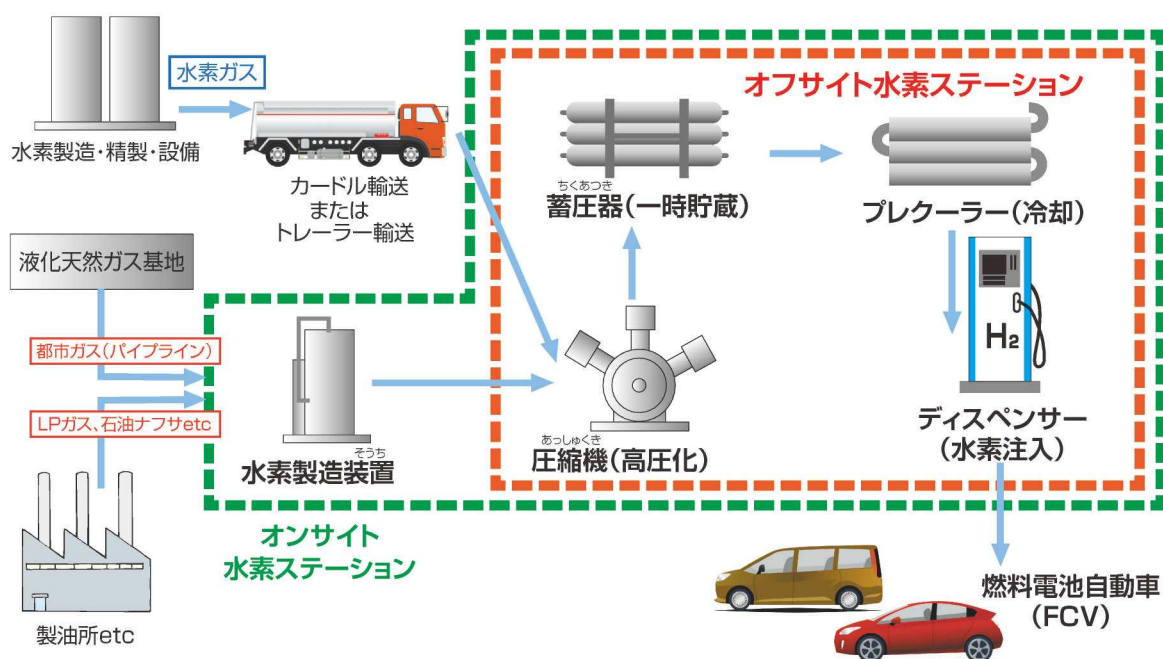 水素ガス
水素製造・精製・設備
カードル輸送
または
トレーラー輸送
オフサイト水素ステーション
ちくあつき
蓄圧器(一時貯蔵)
プレクーラー(冷却)
液化天然ガス基地
都市ガス(パイプライン)
LPガス、石油ナフサetc
そうち
水素製造装置
あっしゅくき
圧縮機(高圧化)
H2
ディスペンサー
(水素注入)
オンサイト
水素ステーション
製油所etc
燃料電池自動車
(FCV)